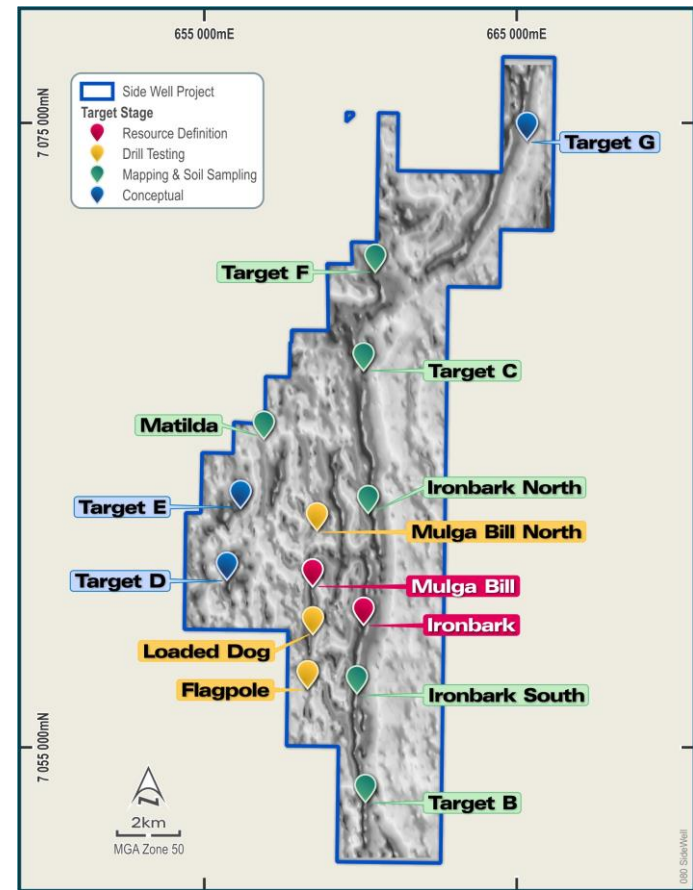 655 000mE
665 000mE
7 075 000mN
7 055 000mN
Side Well Project
Target Stage
Resource Definition
Drill Testing
Mapping & Soil Sampling
Conceptual
Target G
Target F
Target C
Matilda
Ironbark North
Target E
Mulga Bill North
Target D
Mulga Bill
Ironbark
Loaded Dog
Flagpole
Ironbark South
Target B
N
2km
MGA Zone 50
080 SideWell